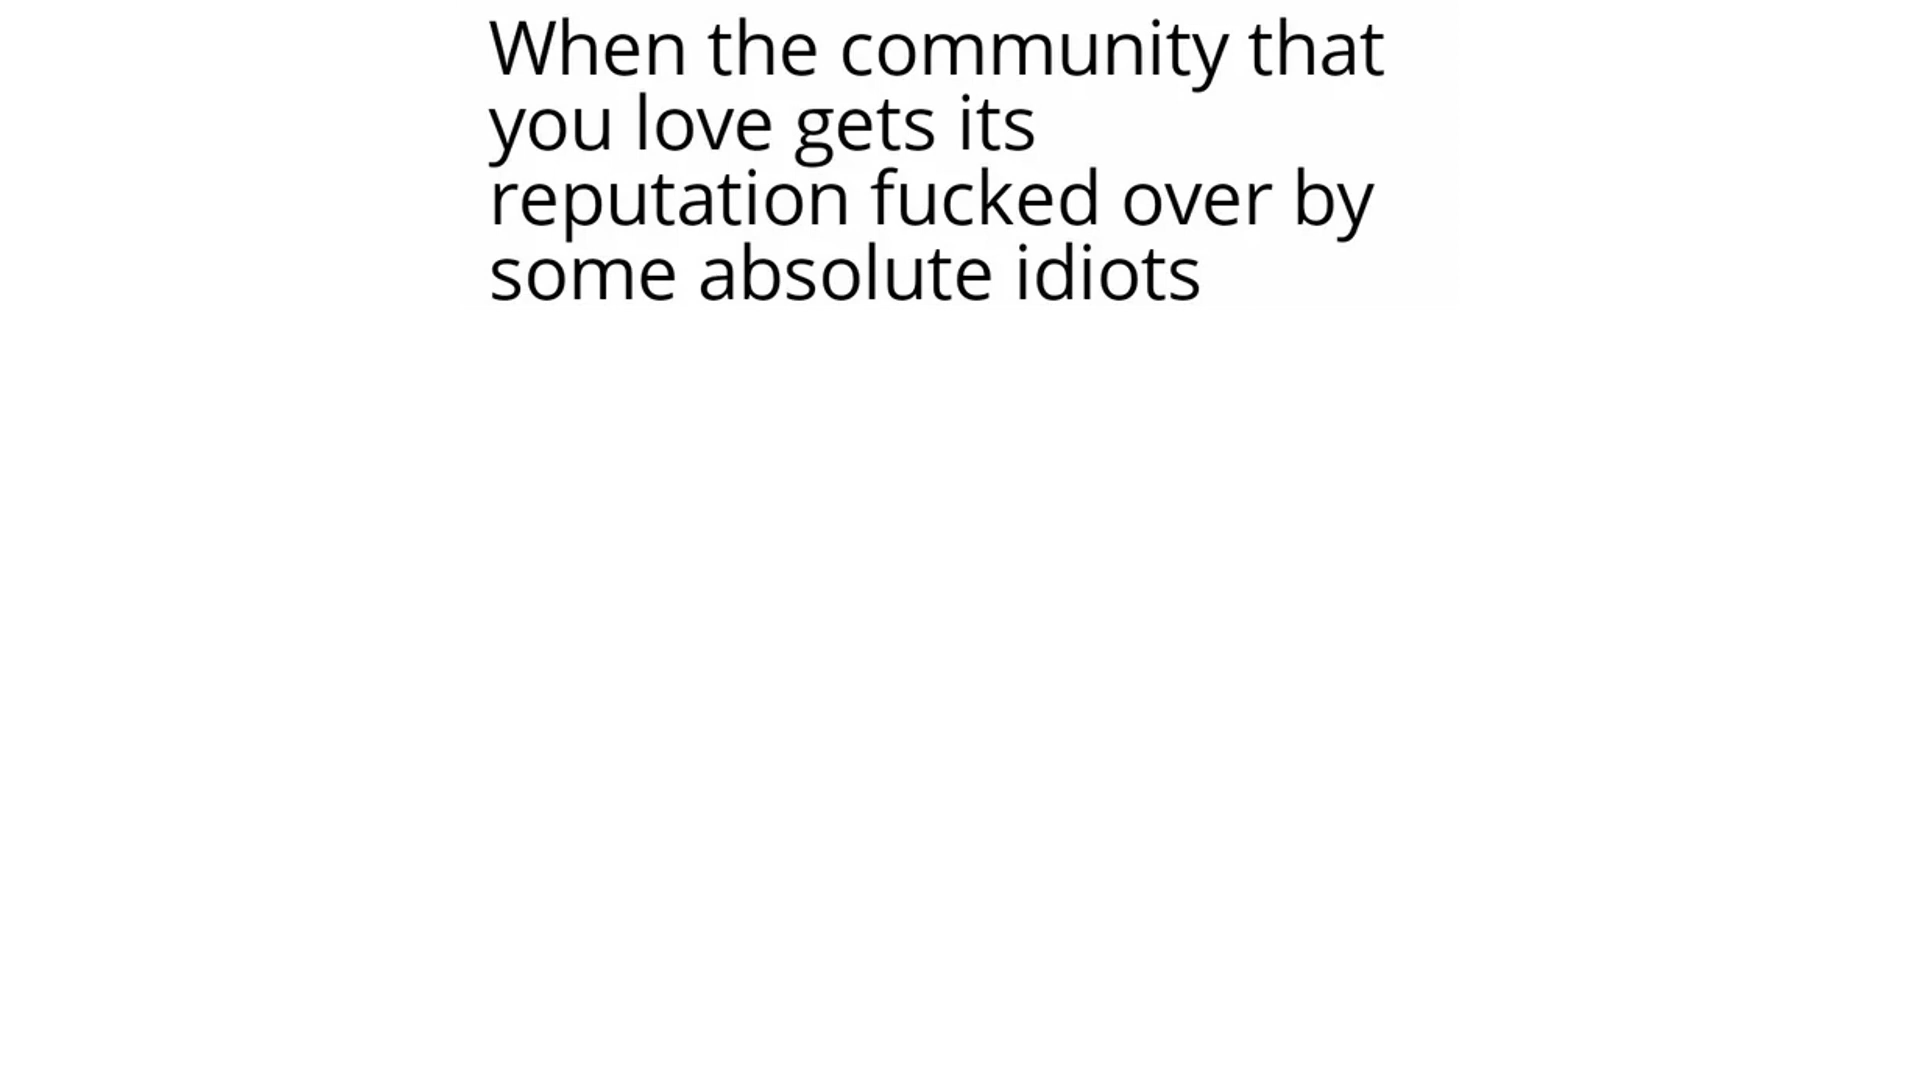 When the community that
you love gets its
reputation fucked over by
some absolute idiots